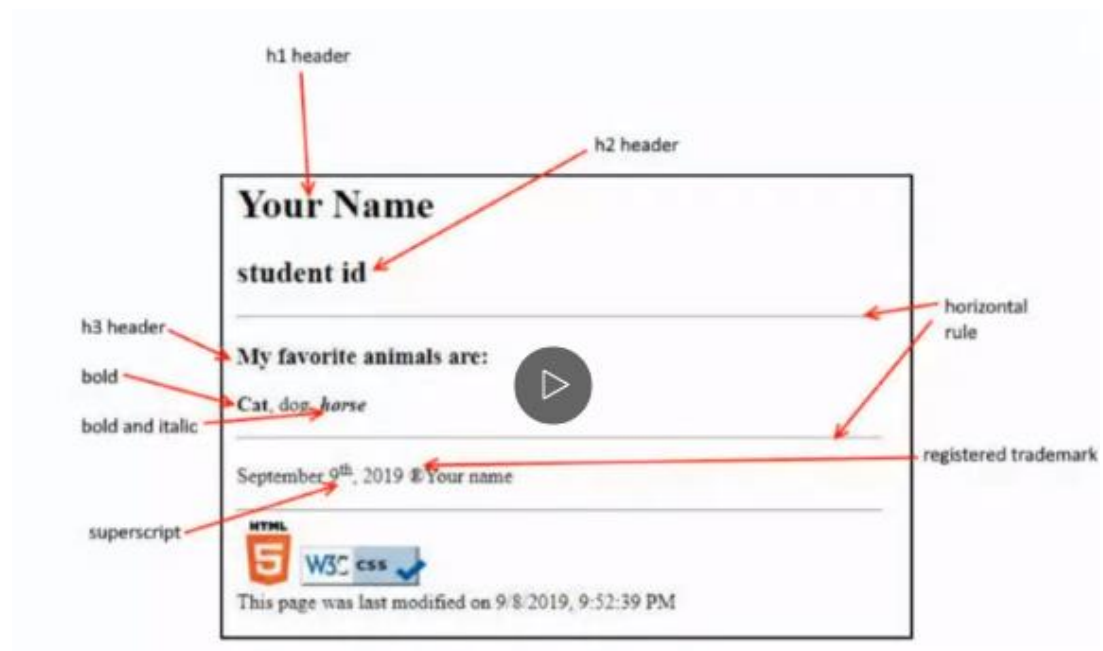 h1 header
h2 header
Your Name
student id
horizontal
rule
h3 header
My favorite animals are:
bold
Cat, dog, horse
bold and italic
registered trademark
September 9th, 2019 ®Your name
superscript
HTML
5
W3C css
This page was last modified on 9/8/2019, 9:52:39 PM